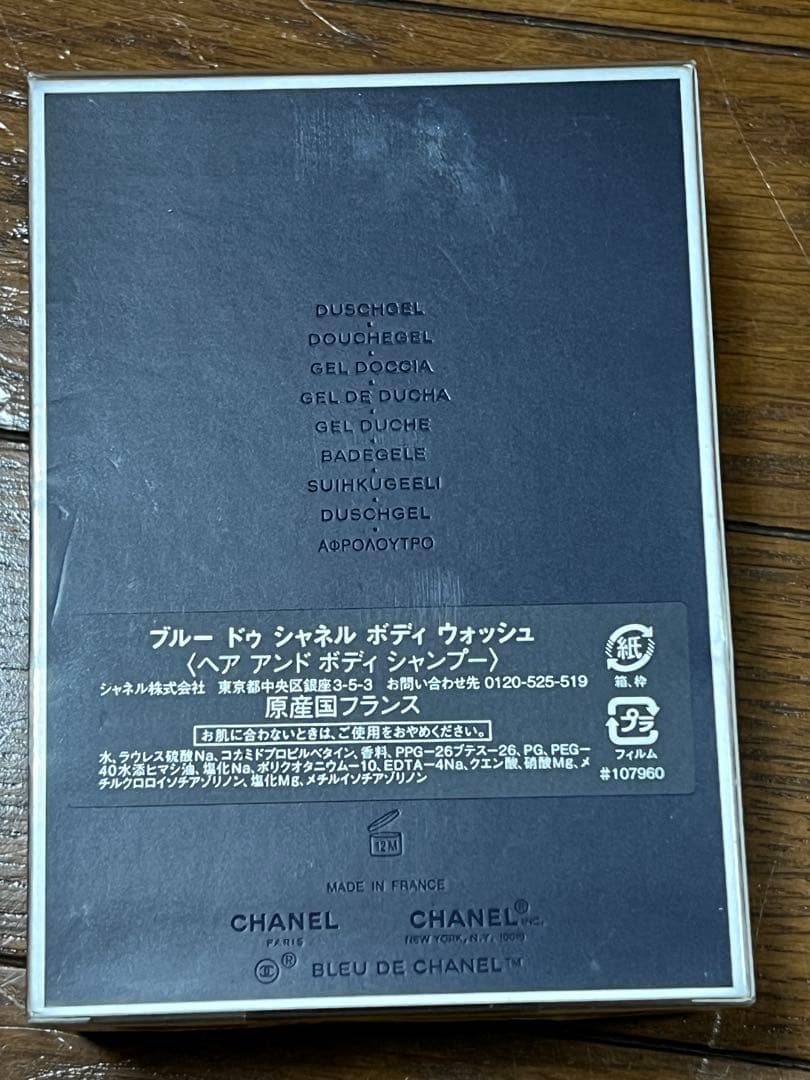 DUSCHGEL
DOUCHEGEL
GEL DOCCIA
GEL DE DUCHA
GEL DUCHE
BADEGELE
SUIHKUGEELI
DUSCHGEL
ΑΦΡΟΛΟΥΤΡΟ
ブルー ドゥ シャネル ボディ ウォッシュ
〈ヘア アンド ボディ シャンプー〉
シャネル株式会社 東京都中央区銀座3-5-3 お問い合わせ先 0120-525-519
原産国フランス
お肌に合わないときは、ご使用をおやめください。
水、ラウレス硫酸Na、コカミドプロピルベタイン、香料、PPG-26ブテス-26、PG、PEG-
40水添ヒマシ油、塩化Na、ポリクオタニウム-10、EDTA-4Na、クエン酸、硝酸Mg、メ
チルクロロイソチアゾリノン、塩化Mg、メチルイソチアゾリノン
紙
箱、枠
プラ
フィルム
#107960
12M
MADE IN FRANCE
CHANEL
PARIS
CHANEL® INC.
NEW YORK, N.Y. 10019
® BLEU DE CHANEL™